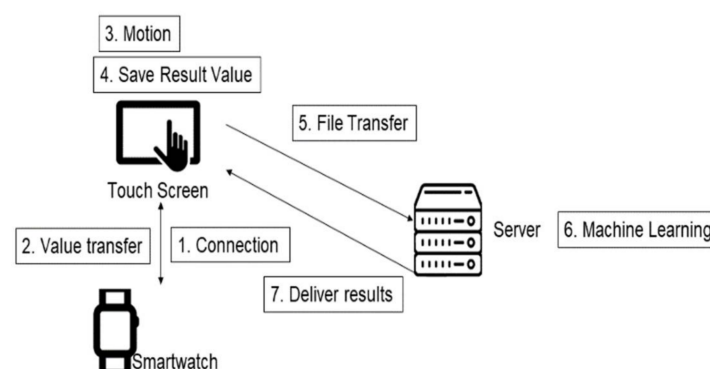 3. Motion
4. Save Result Value
5. File Transfer
Touch Screen
Server
6. Machine Learning
2. Value transfer
1. Connection
7. Deliver results
Smartwatch